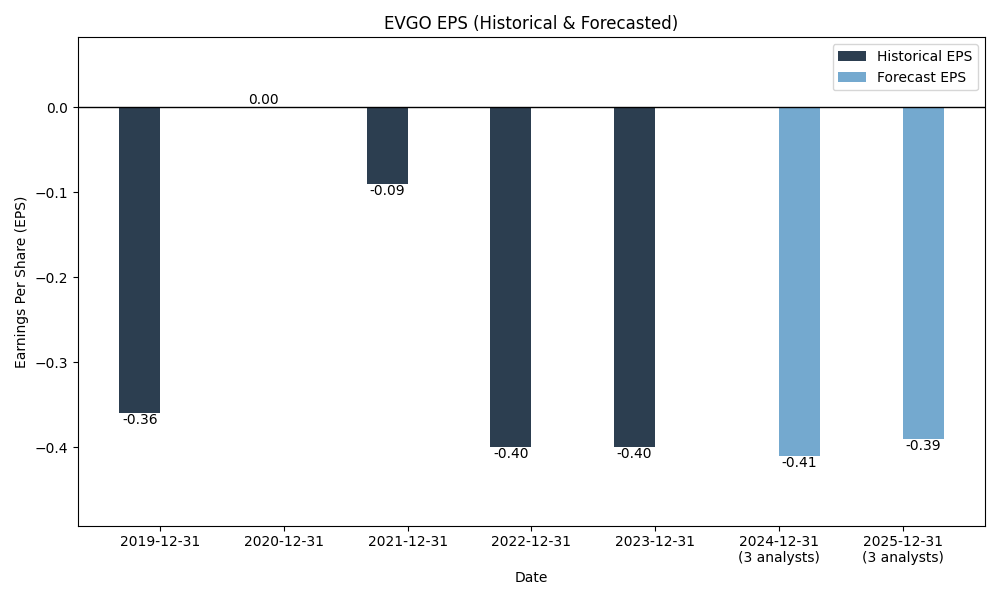 EVGO EPS (Historical & Forecasted)
Historical EPS
Forecast EPS
Earnings Per Share (EPS)
0.0
−0.1
−0.2
−0.3
−0.4
-0.36
0.00
-0.09
-0.40
-0.40
-0.41
-0.39
2019-12-31
2020-12-31
2021-12-31
2022-12-31
2023-12-31
2024-12-31
(3 analysts)
2025-12-31
(3 analysts)
Date